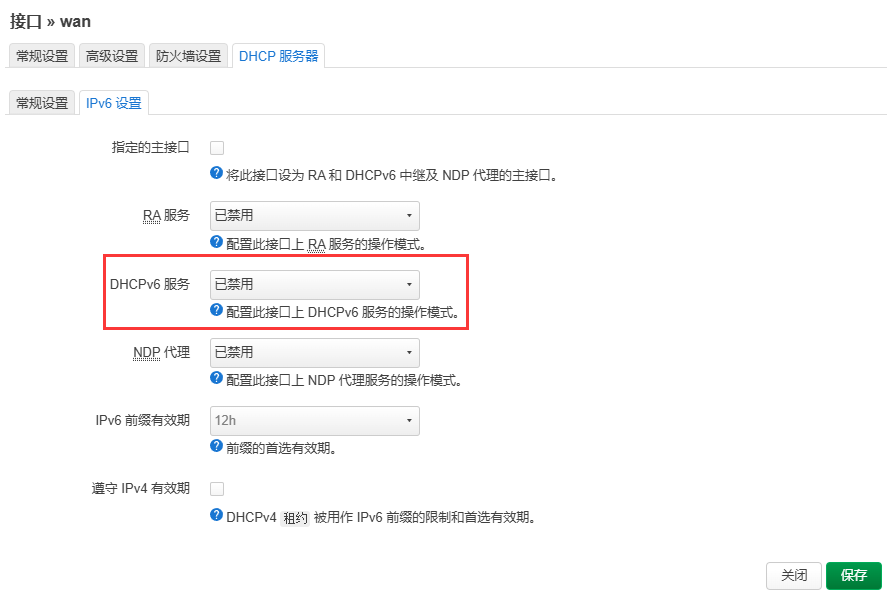 接口 » wan
常规设置 高级设置 防火墙设置 DHCP 服务器
常规设置 IPv6 设置
指定的主接口
将此接口设为 RA 和 DHCPv6 中继及 NDP 代理的主接口。
RA 服务 已禁用
配置此接口上 RA 服务的操作模式。
DHCPv6 服务 已禁用
配置此接口上 DHCPv6 服务的操作模式。
NDP 代理 已禁用
配置此接口上 NDP 代理服务的操作模式。
IPv6 前缀有效期 12h
前缀的首选有效期。
遵守 IPv4 有效期
DHCPv4 租约 被用作 IPv6 前缀的限制和首选有效期。
关闭 保存